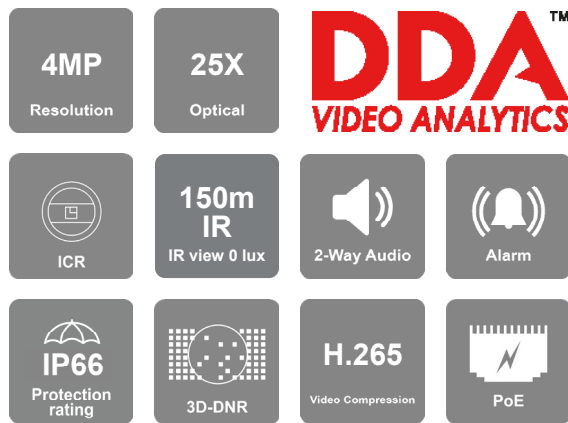 4MP
Resolution
25X
Optical
DDA™
VIDEO ANALYTICS
ICR
150m
IR
IR view 0 lux
2-Way Audio
Alarm
IP66
Protection
rating
3D-DNR
H.265
Video Compression
PoE